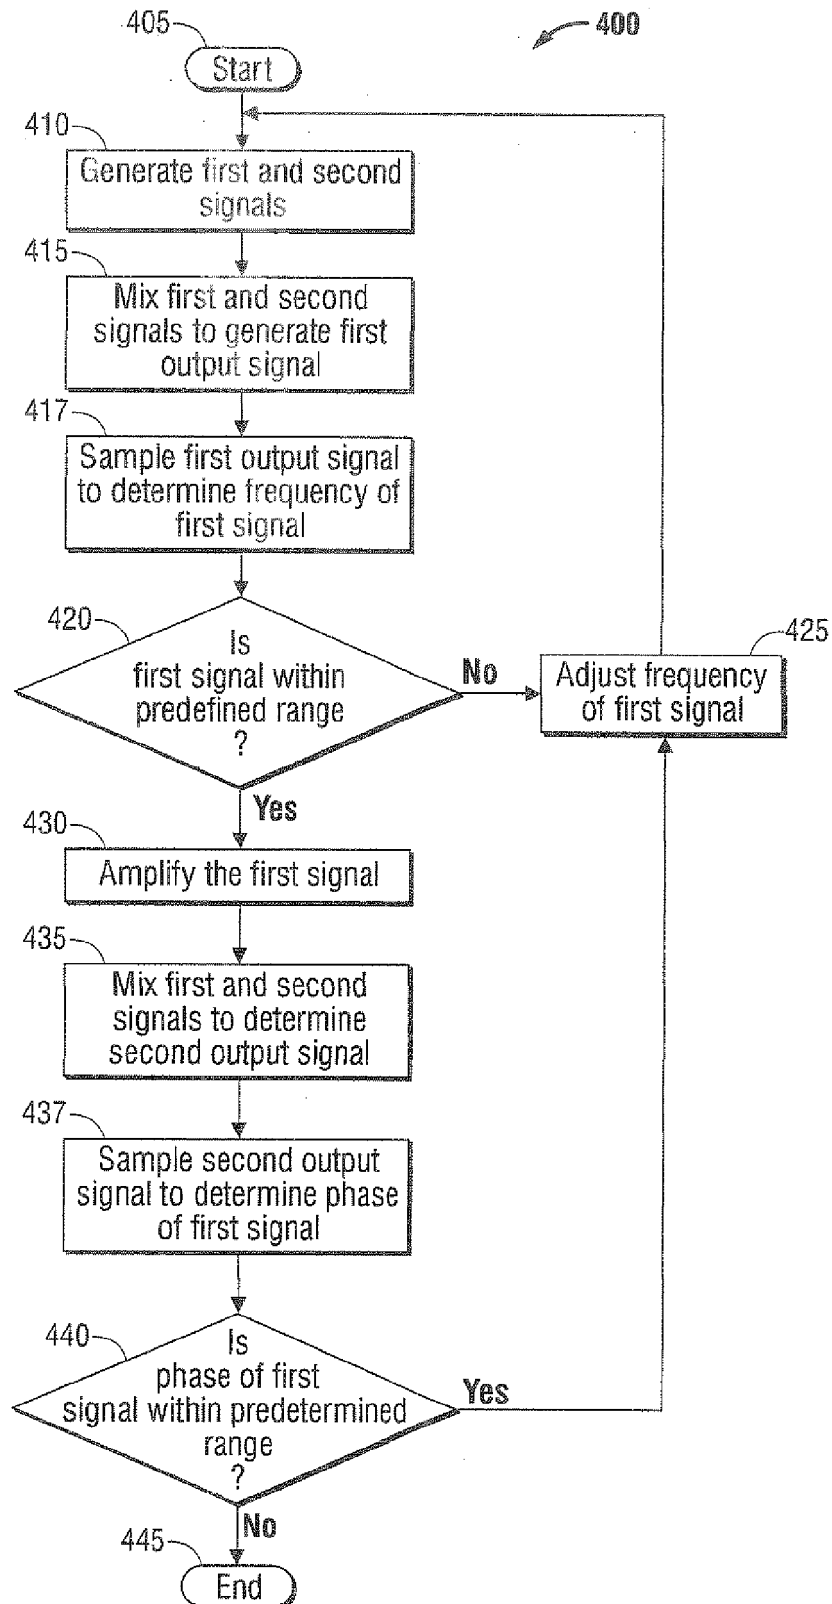 405
400
Start
410
Generate first and second
signals
415
Mix first and second
signals to generate first
output signal
417
Sample first output signal
to determine frequency of
first signal
420
Is
first signal within
predefined range
?
No
425
Adjust frequency
of first signal
Yes
430
Amplify the first signal
435
Mix first and second
signals to determine
second output signal
437
Sample second output
signal to determine phase
of first signal
440
Is
phase of first
signal within predetermined
range
?
Yes
No
445
End